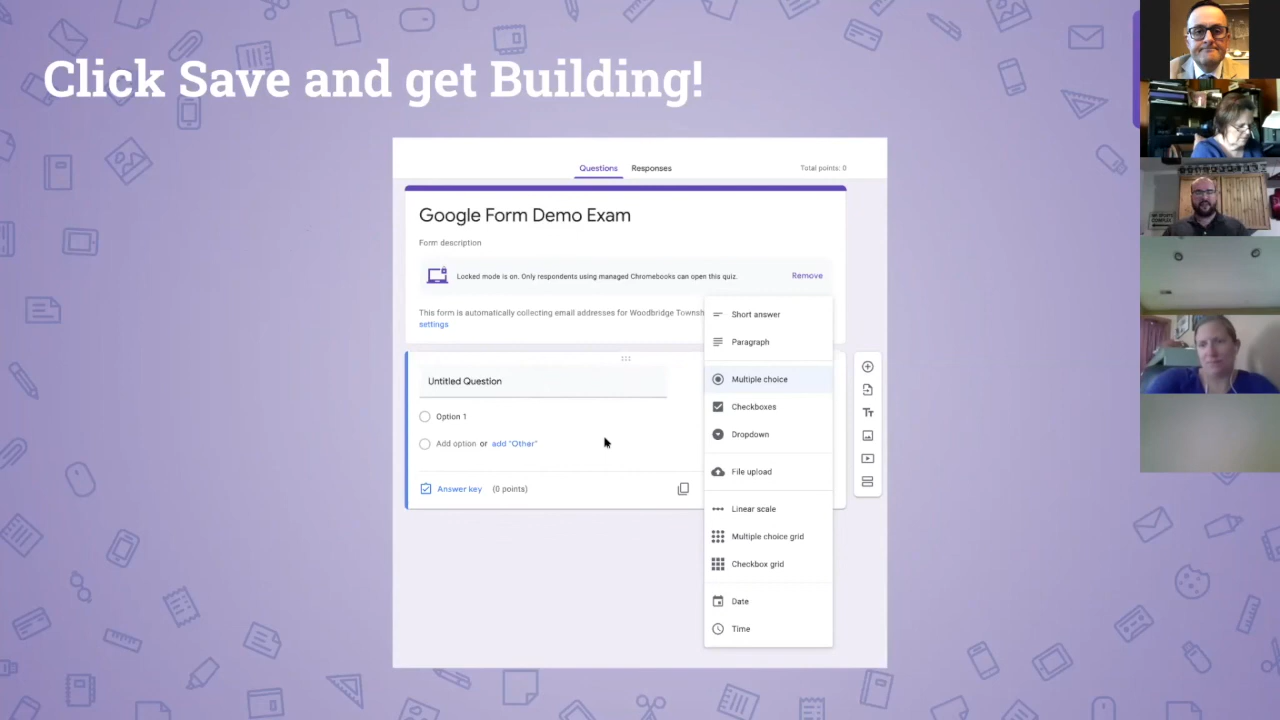 Click Save and get Building!
Questions
Responses
Total points: 0
Google Form Demo Exam
Form description
Locked mode is on. Only respondents using managed Chromebooks can open this quiz.
Remove
This form is automatically collecting email addresses for Woodbridge Townsh
settings
Untitled Question
Option 1
Add option or add "Other"
Answer key (0 points)
Short answer
Paragraph
Multiple choice
Checkboxes
Dropdown
File upload
Linear scale
Multiple choice grid
Checkbox grid
Date
Time
Tт